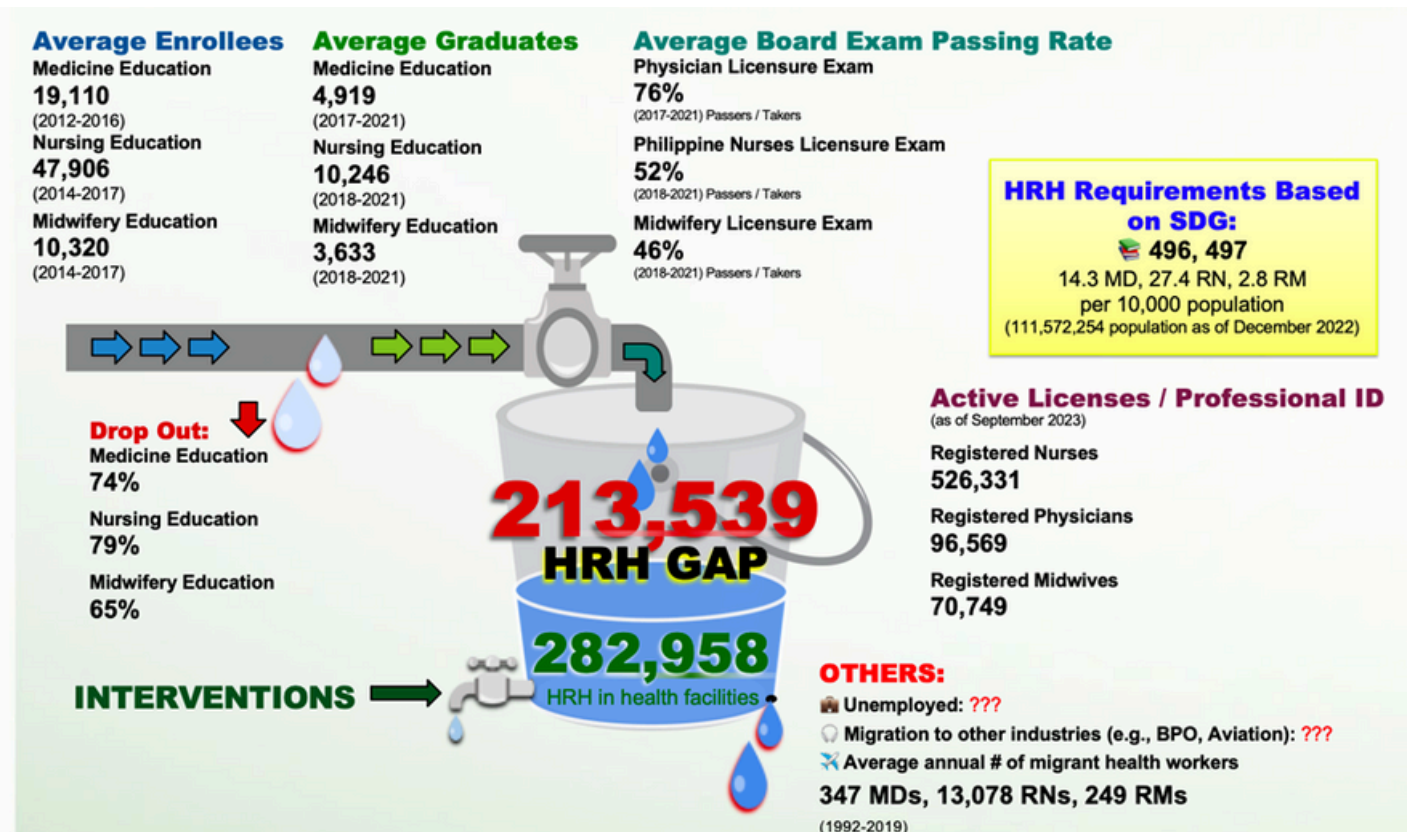 Average Enrollees
Medicine Education
19,110
(2012-2016)
Nursing Education
47,906
(2014-2017)
Midwifery Education
10,320
(2014-2017)
Average Graduates
Medicine Education
4,919
(2017-2021)
Nursing Education
10,246
(2018-2021)
Midwifery Education
3,633
(2018-2021)
Average Board Exam Passing Rate
Physician Licensure Exam
76%
(2017-2021) Passers / Takers
Philippine Nurses Licensure Exam
52%
(2018-2021) Passers / Takers
Midwifery Licensure Exam
46%
(2018-2021) Passers / Takers
HRH Requirements Based
on SDG:
496, 497
14.3 MD, 27.4 RN, 2.8 RM
per 10,000 population
(111,572,254 population as of December 2022)
Drop Out:
Medicine Education
74%
Nursing Education
79%
Midwifery Education
65%
213,539
HRH GAP
282,958
HRH in health facilities
INTERVENTIONS
Active Licenses / Professional ID
(as of September 2023)
Registered Nurses
526,331
Registered Physicians
96,569
Registered Midwives
70,749
OTHERS:
Unemployed: ???
Migration to other industries (e.g., BPO, Aviation): ???
Average annual # of migrant health workers
347 MDs, 13,078 RNs, 249 RMs
(1992-2019)